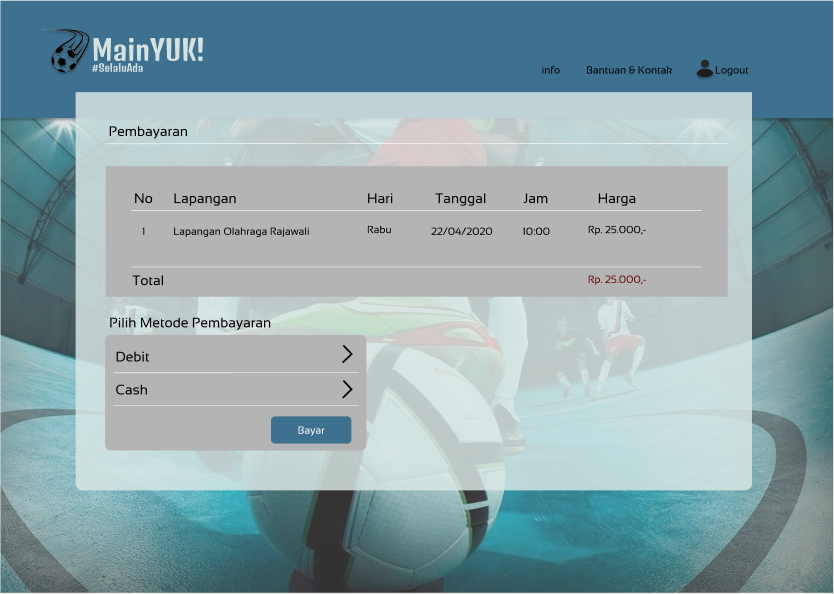 MainYUK!
#SelaluAda
info Bantuan & Kontak Logout
Pembayaran
No Lapangan Hari Tanggal Jam Harga
1 Lapangan Olahraga Rajawali Rabu 22/04/2020 10:00 Rp. 25.000,-
Total Rp. 25.000,-
Pilih Metode Pembayaran
Debit
Cash
Bayar